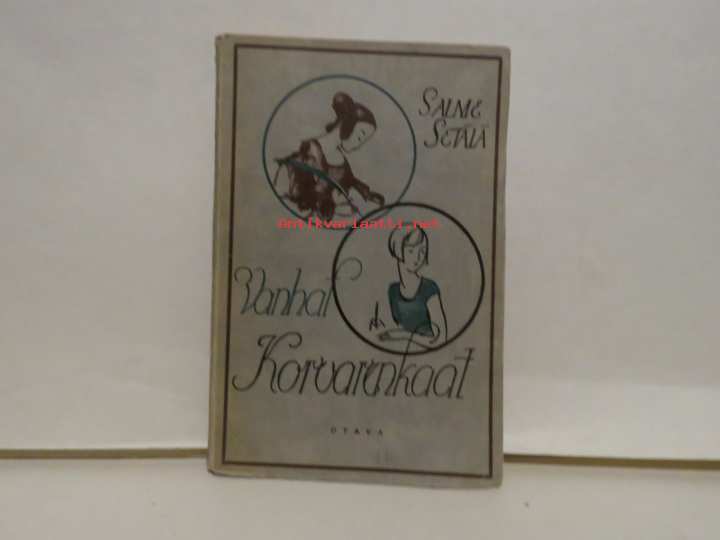 SALME
SETÄLÄ
Antikvariaatti.net
Vanhat
Korvarenkaat
OTAVA